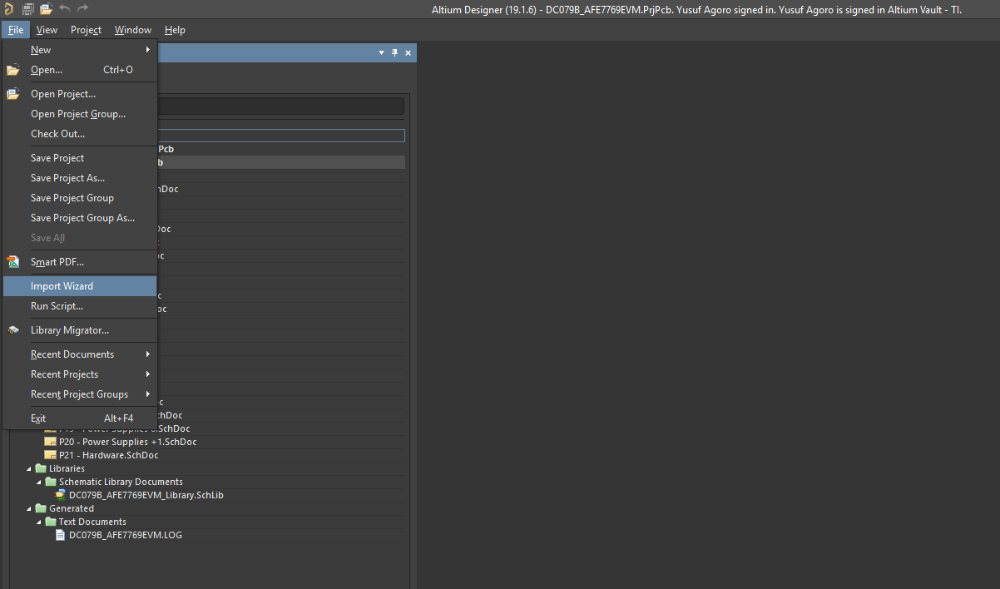 Altium Designer (19.1.6) - DC079B_AFE7769EVM.PrjPcb. Yusuf Agoro signed in. Yusuf Agoro is signed in Altium Vault - TI.
File View Project Window Help
New
Open... Ctrl+O
Open Project...
Open Project Group...
Check Out...
Pcb
Save Project
b
Save Project As...
hDoc
Save Project Group
Save Project Group As...
Doc
Save All
c
Smart PDF...
Import Wizard
c
Run Script...
oc
Library Migrator...
Recent Documents
Recent Projects
Recent Project Groups
c
Exit Alt+F4
chDoc
P20 - Power Supplies +1.SchDoc
P21 - Hardware.SchDoc
Libraries
Schematic Library Documents
DC079B_AFE7769EVM_Library.SchLib
Generated
Text Documents
DC079B_AFE7769EVM.LOG